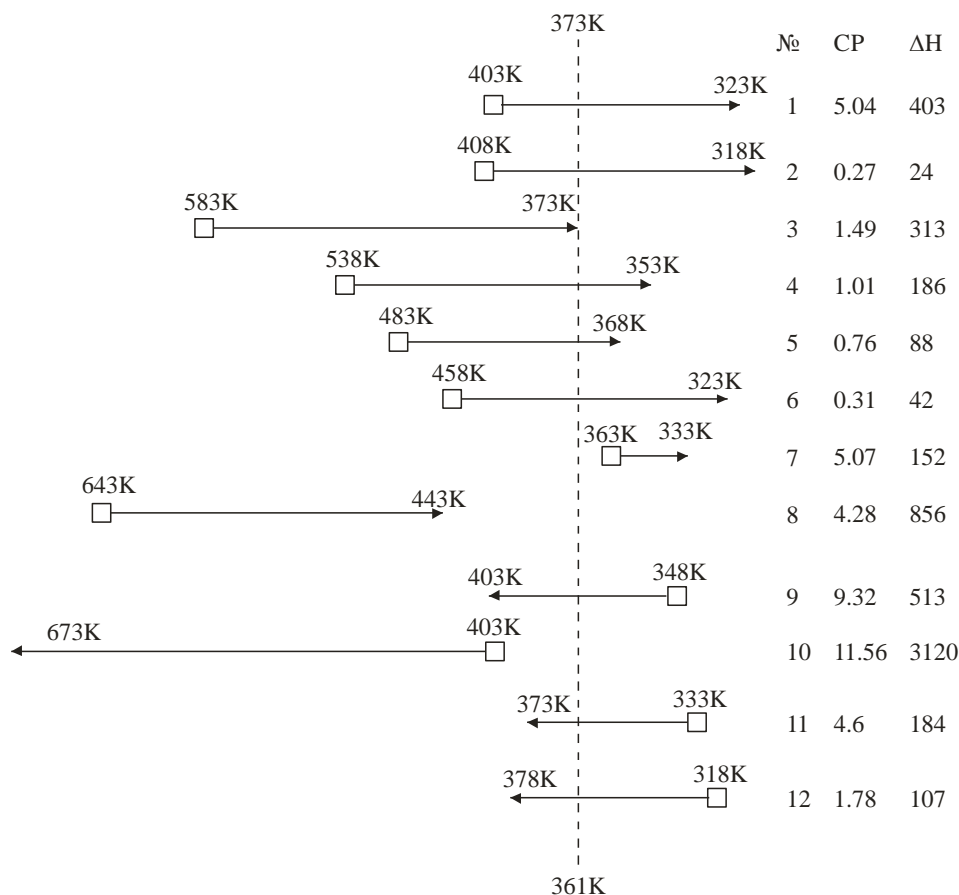 373K
№ CP ΔH
403K 323K 1 5.04 403
408K 318K 2 0.27 24
583K 373K 3 1.49 313
538K 353K 4 1.01 186
483K 368K 5 0.76 88
458K 323K 6 0.31 42
363K 333K 7 5.07 152
643K 443K 8 4.28 856
403K 348K 9 9.32 513
673K 403K 10 11.56 3120
373K 333K 11 4.6 184
378K 318K 12 1.78 107
361K